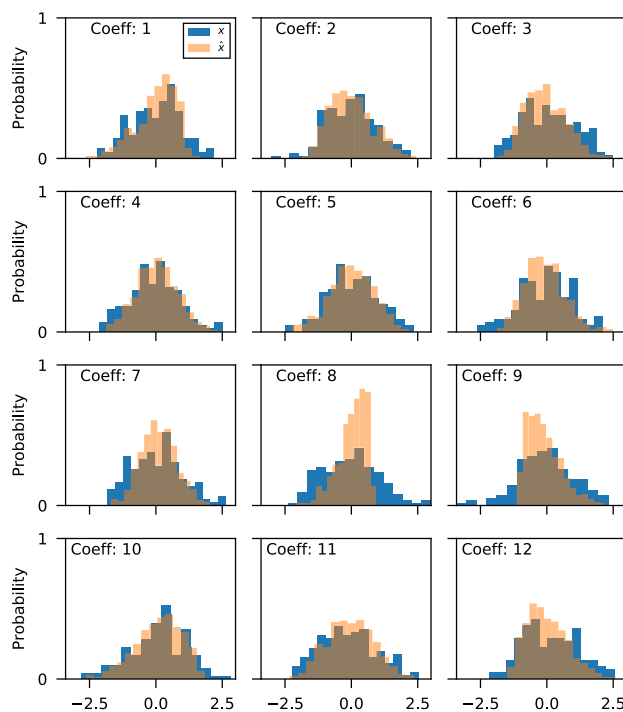 1
Coeff: 1
x
x̂
Coeff: 2
Coeff: 3
Probability
0
1
Coeff: 4
Coeff: 5
Coeff: 6
0
1
Coeff: 7
Coeff: 8
Coeff: 9
Probability
0
1
Coeff: 10
Coeff: 11
Coeff: 12
Probability
0
−2.5 0.0 2.5 −2.5 0.0 2.5 −2.5 0.0 2.5